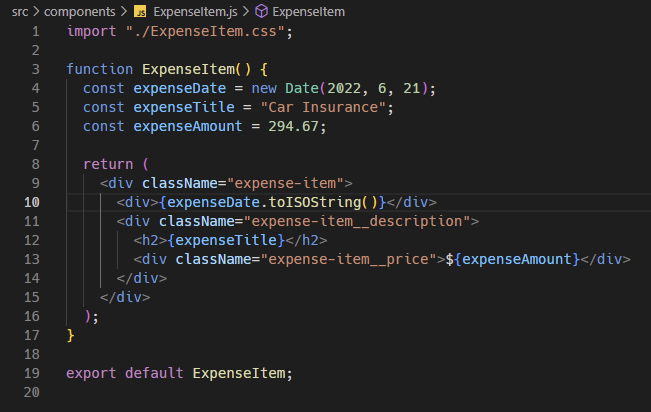 src > components > JS ExpenseItem.js > ExpenseItem
1 import "./ExpenseItem.css";
2
3 function ExpenseItem() {
4   const expenseDate = new Date(2022, 6, 21);
5   const expenseTitle = "Car Insurance";
6   const expenseAmount = 294.67;
7
8   return (
9     <div className="expense-item">
10       <div>{expenseDate.toISOString()}</div>
11       <div className="expense-item__description">
12         <h2>{expenseTitle}</h2>
13         <div className="expense-item__price">${expenseAmount}</div>
14       </div>
15     </div>
16   );
17 }
18
19 export default ExpenseItem;
20